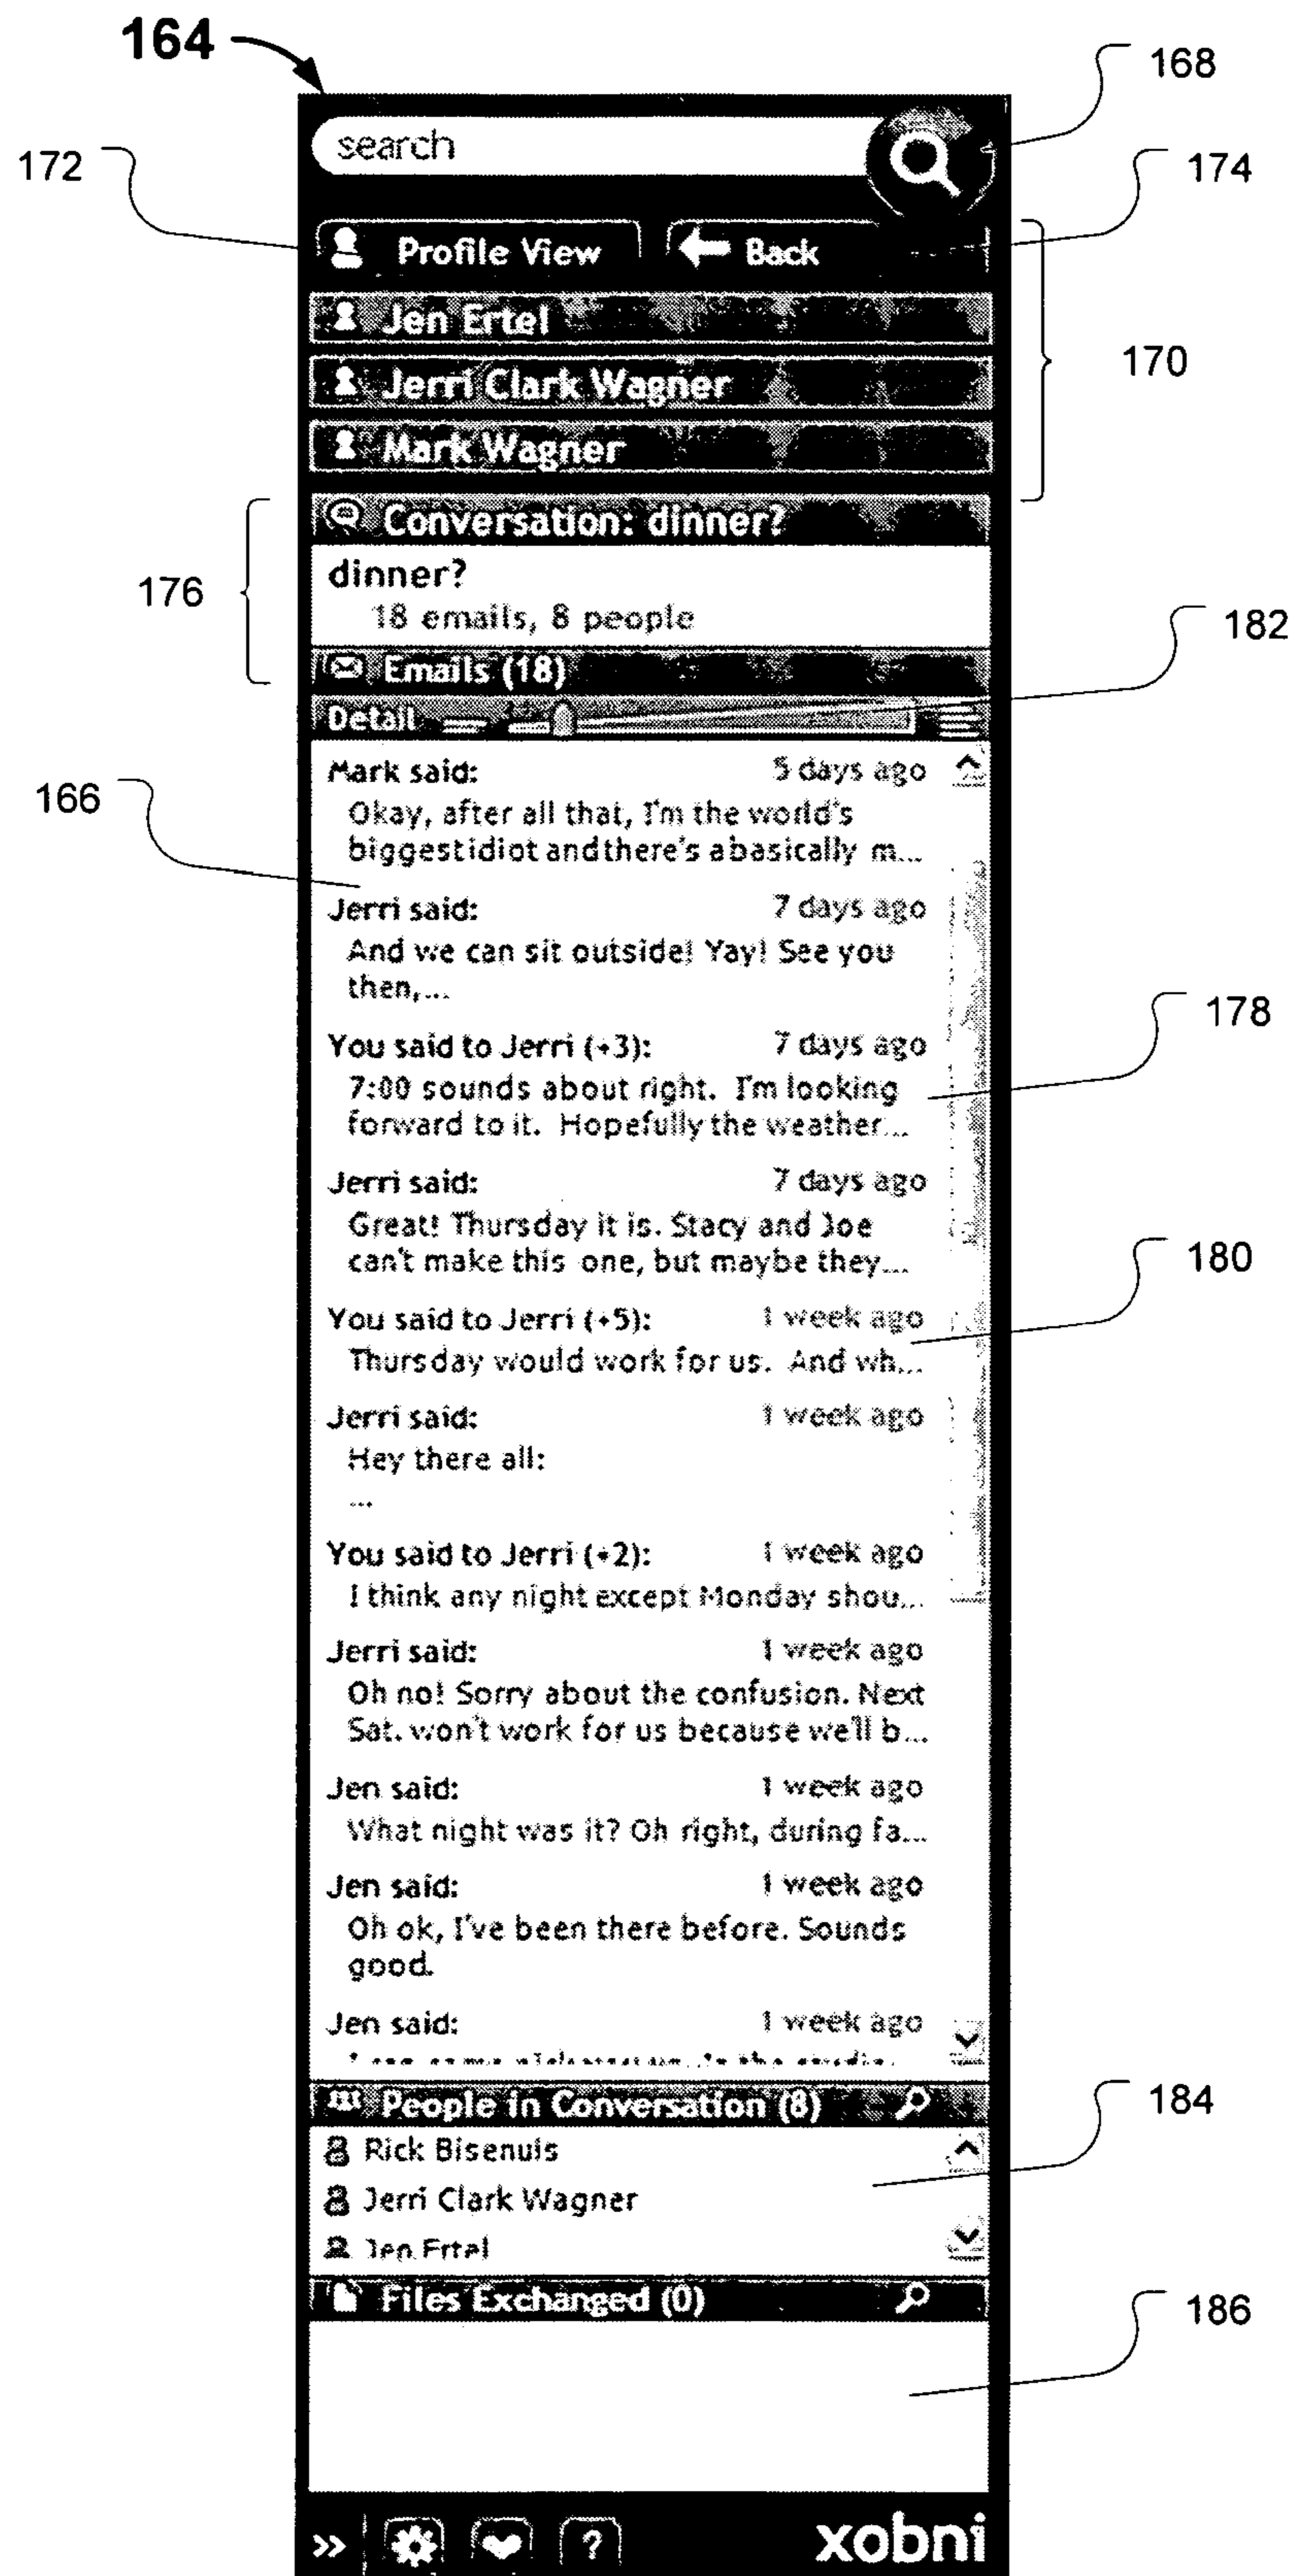 164
168
search
172
174
Profile View
Back
Jen Ertel
170
Jerri Clark Wagner
Mark Wagner
Conversation: dinner?
dinner?
176
18 emails, 8 people
182
Emails (18)
Detail
Mark said: 5 days ago
166
Okay, after all that, I'm the world's
biggest idiot and there's a basically m...
Jerri said: 7 days ago
And we can sit outside! Yay! See you
then,...
178
You said to Jerri (+3): 7 days ago
7:00 sounds about right. I'm looking
forward to it. Hopefully the weather...
Jerri said: 7 days ago
Great! Thursday it is. Stacy and Joe
180
can't make this one, but maybe they...
You said to Jerri (+5): 1 week ago
Thursday would work for us. And wh...
Jerri said: 1 week ago
Hey there all:
...
You said to Jerri (+2): 1 week ago
I think any night except Monday shou...
Jerri said: 1 week ago
Oh no! Sorry about the confusion. Next
Sat. won't work for us because we'll b...
Jen said: 1 week ago
What night was it? Oh right, during fa...
Jen said: 1 week ago
Oh ok, I've been there before. Sounds
good.
Jen said: 1 week ago
184
People in Conversation (8)
Rick Bisenuis
Jerri Clark Wagner
Jen Ertel
Files Exchanged (0)
186
» ? xobni